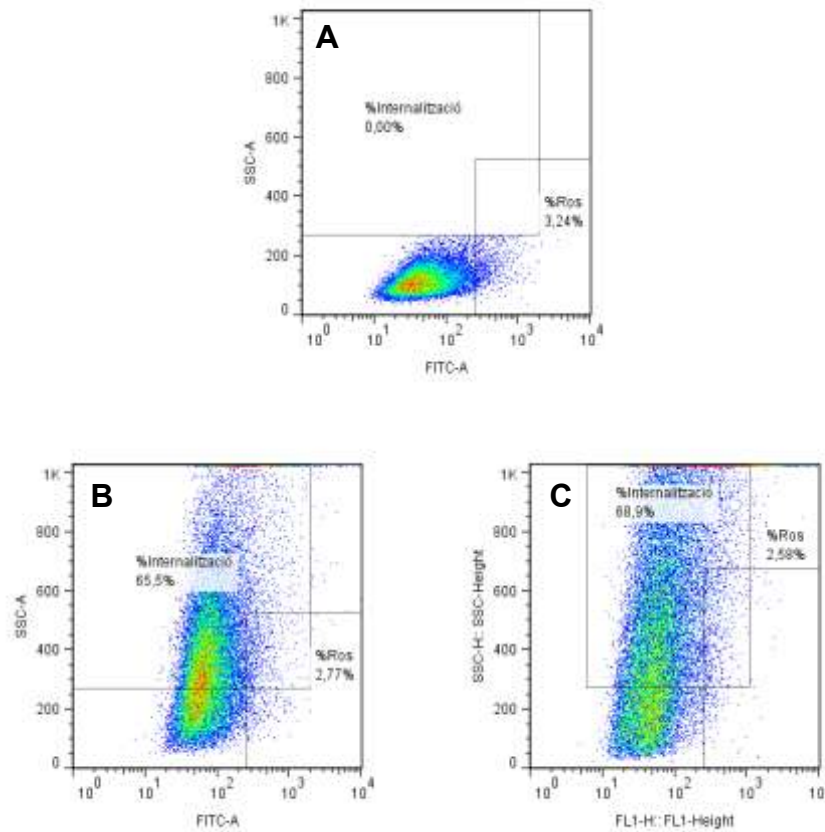 A
1K
800
600
400
200
0
SSC-A
%Internalització
0,00%
%Ros
3,24%
10^0 10^1 10^2 10^3 10^4
FITC-A
B
1K
800
600
400
200
0
SSC-A
%Internalització
65,5%
%Ros
2,77%
10^0 10^1 10^2 10^3 10^4
FITC-A
C
1K
800
600
400
200
0
SSC-H:: SSC-Height
%Internalització
68,9%
%Ros
2,58%
10^0 10^1 10^2 10^3 10
FL1-H:: FL1-Height